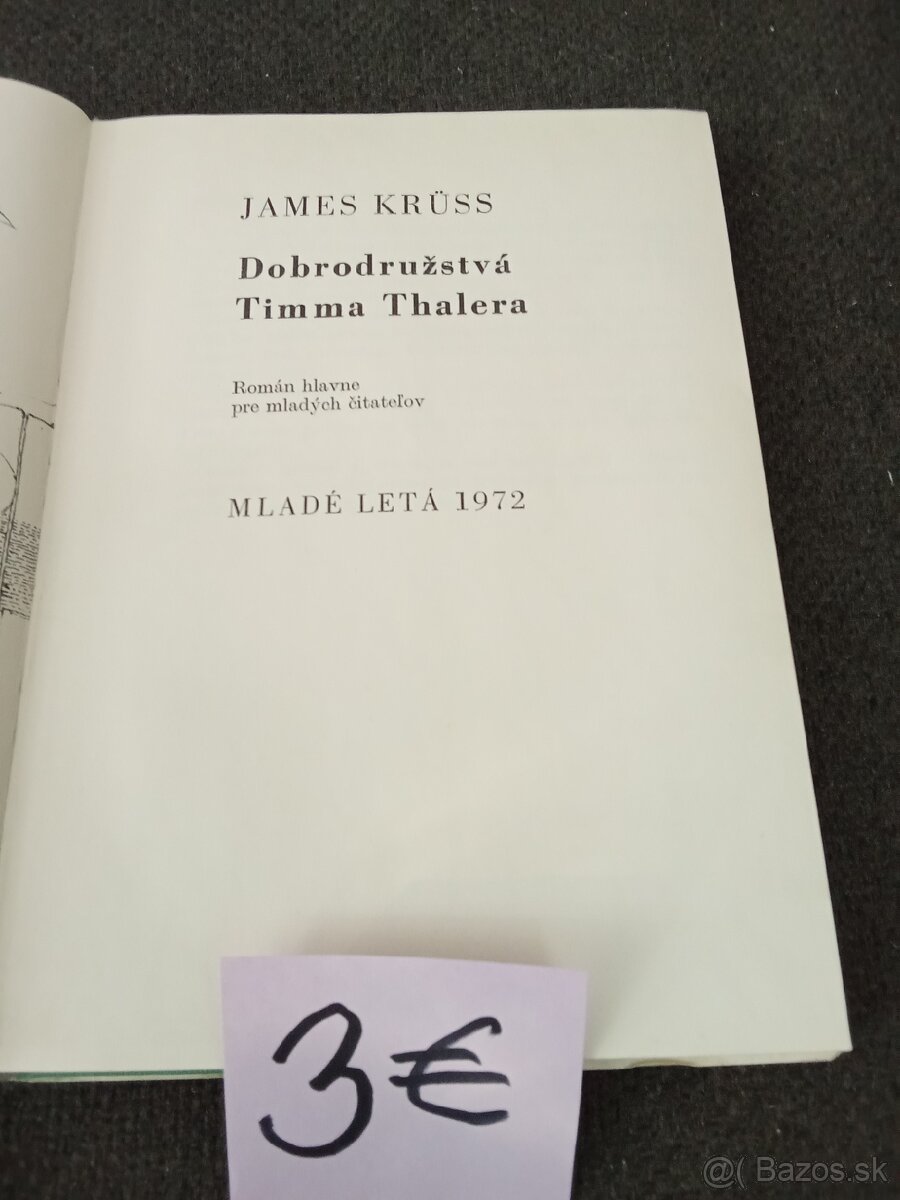 JAMES KRÜSS
Dobrodružstvá
Timma Thalera
Román hlavne
pre mladých čitateľov
MLADÉ LETÁ 1972
3€
@( Bazos.sk